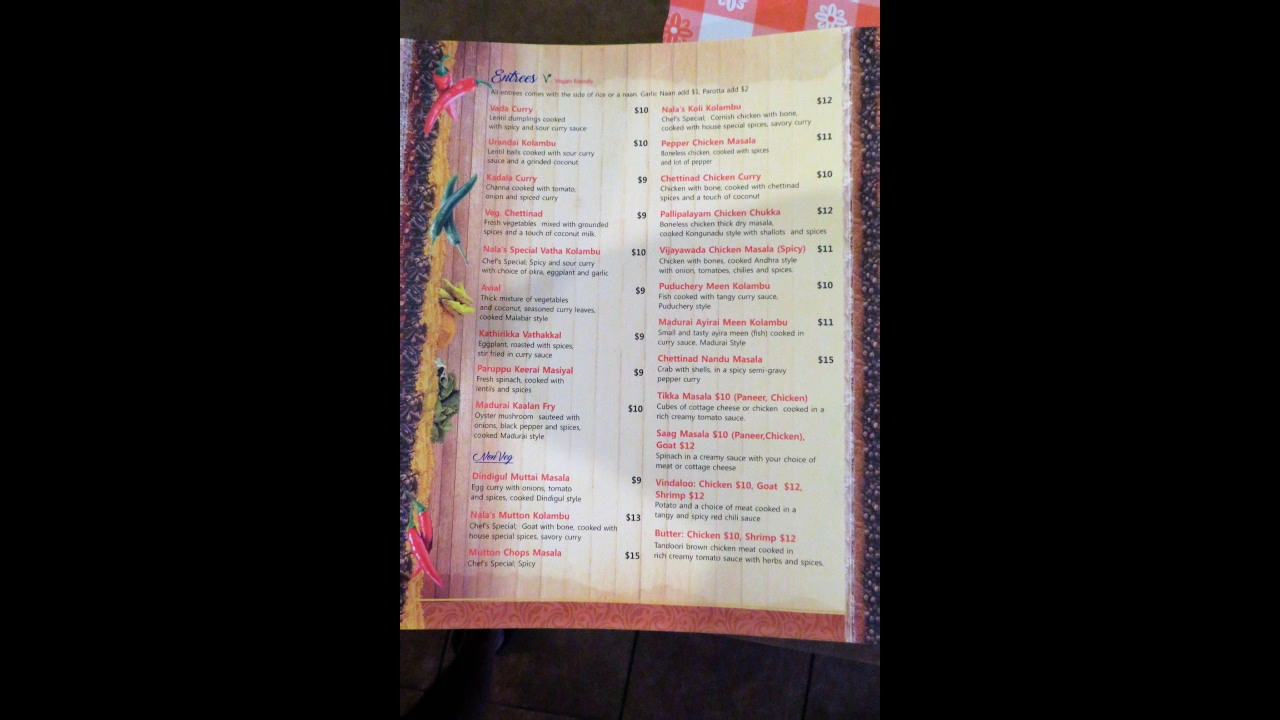 Entrees V Vegan Friendly
All entrees comes with the side of rice or a naan. Garlic Naan add $1, Parotta add $2
Vada Curry $10
Lentil dumplings cooked
with spicy and sour curry sauce
Urandai Kolambu $10
Lentil balls cooked with sour curry
sauce and a grinded coconut
Kadala Curry $9
Channa cooked with tomato,
onion and spiced curry
Veg. Chettinad $9
Fresh vegetables mixed with grounded
spices and a touch of coconut milk.
Nala's Special Vatha Kolambu $10
Chef's Special; Spicy and sour curry
with choice of okra, eggplant and garlic
Avial $9
Thick mixture of vegetables
and coconut, seasoned curry leaves,
cooked Malabar style
Kathirikka Vathakkal $9
Eggplant, roasted with spices,
stir fried in curry sauce
Paruppu Keerai Masiyal $9
Fresh spinach, cooked with
lentils and spices
Madurai Kaalan Fry $10
Oyster mushroom sauteed with
onions, black pepper and spices,
cooked Madurai style
Non Veg
Dindigul Muttai Masala $9
Egg curry with onions, tomato
and spices, cooked Dindigul style
Nala's Mutton Kolambu $13
Chef's Special; Goat with bone, cooked with
house special spices, savory curry
Mutton Chops Masala $15
Chef's Special; Spicy
Nala's Koli Kolambu $12
Chef's Special; Cornish chicken with bone,
cooked with house special spices, savory curry
Pepper Chicken Masala $11
Boneless chicken, cooked with spices
and lot of pepper
Chettinad Chicken Curry $10
Chicken with bone, cooked with chettinad
spices and a touch of coconut
Pallipalayam Chicken Chukka $12
Boneless chicken thick dry masala,
cooked Kongunadu style with shallots and spices
Vijayawada Chicken Masala (Spicy) $11
Chicken with bones, cooked Andhra style
with onion, tomatoes, chilies and spices.
Puduchery Meen Kolambu $10
Fish cooked with tangy curry sauce,
Puduchery style
Madurai Ayirai Meen Kolambu $11
Small and tasty ayira meen (fish) cooked in
curry sauce, Madurai Style
Chettinad Nandu Masala $15
Crab with shells, in a spicy semi-gravy
pepper curry
Tikka Masala $10 (Paneer, Chicken)
Cubes of cottage cheese or chicken cooked in a
rich creamy tomato sauce.
Saag Masala $10 (Paneer,Chicken),
Goat $12
Spinach in a creamy sauce with your choice of
meat or cottage cheese
Vindaloo: Chicken $10, Goat $12,
Shrimp $12
Potato and a choice of meat cooked in a
tangy and spicy red chili sauce
Butter: Chicken $10, Shrimp $12
Tandoori brown chicken meat cooked in
rich creamy tomato sauce with herbs and spices.